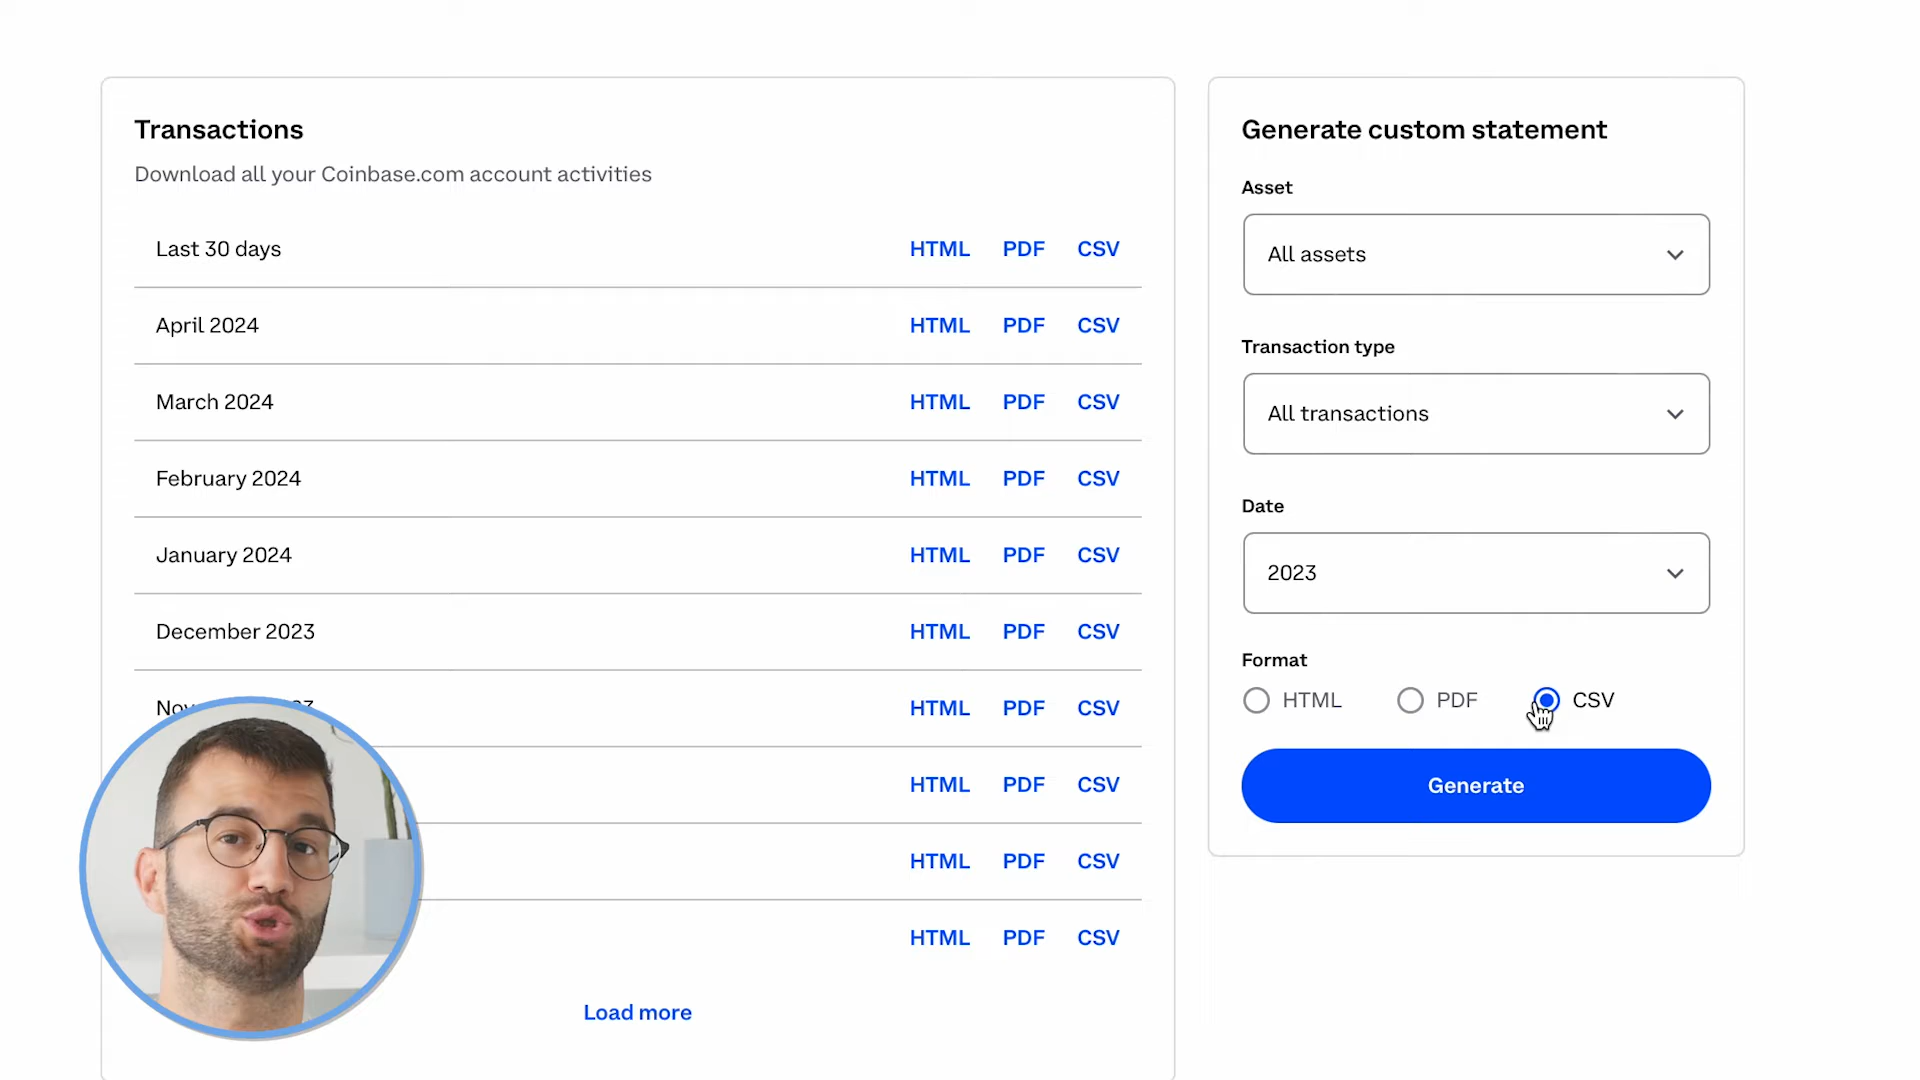 Transactions
Download all your Coinbase.com account activities
Last 30 days HTML PDF CSV
April 2024 HTML PDF CSV
March 2024 HTML PDF CSV
February 2024 HTML PDF CSV
January 2024 HTML PDF CSV
December 2023 HTML PDF CSV
HTML PDF CSV
HTML PDF CSV
HTML PDF CSV
HTML PDF CSV
Load more
Generate custom statement
Asset
All assets
Transaction type
All transactions
Date
2023
Format
HTML PDF CSV
Generate